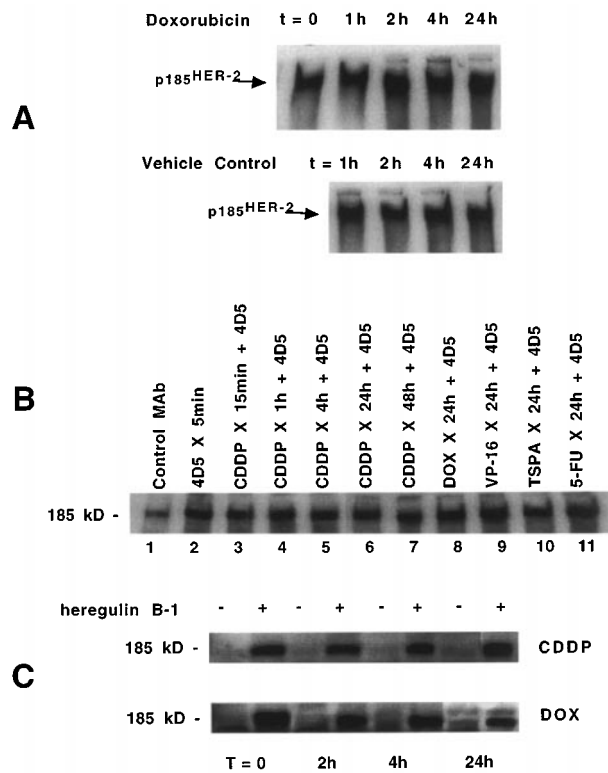 Doxorubicin t = 0 1h 2h 4h 24h
p185HER-2
A
Vehicle Control t = 1h 2h 4h 24h
p185HER-2
B
Control MAb
4D5 X 5min
CDDP X 15min + 4D5
CDDP X 1h + 4D5
CDDP X 4h + 4D5
CDDP X 24h + 4D5
CDDP X 48h + 4D5
DOX X 24h + 4D5
VP-16 X 24h + 4D5
TSPA X 24h + 4D5
5-FU X 24h + 4D5
185 kD -
1 2 3 4 5 6 7 8 9 10 11
heregulin B-1 - + - + - + - +
185 kD - CDDP
C
185 kD - DOX
T = 0 2h 4h 24h